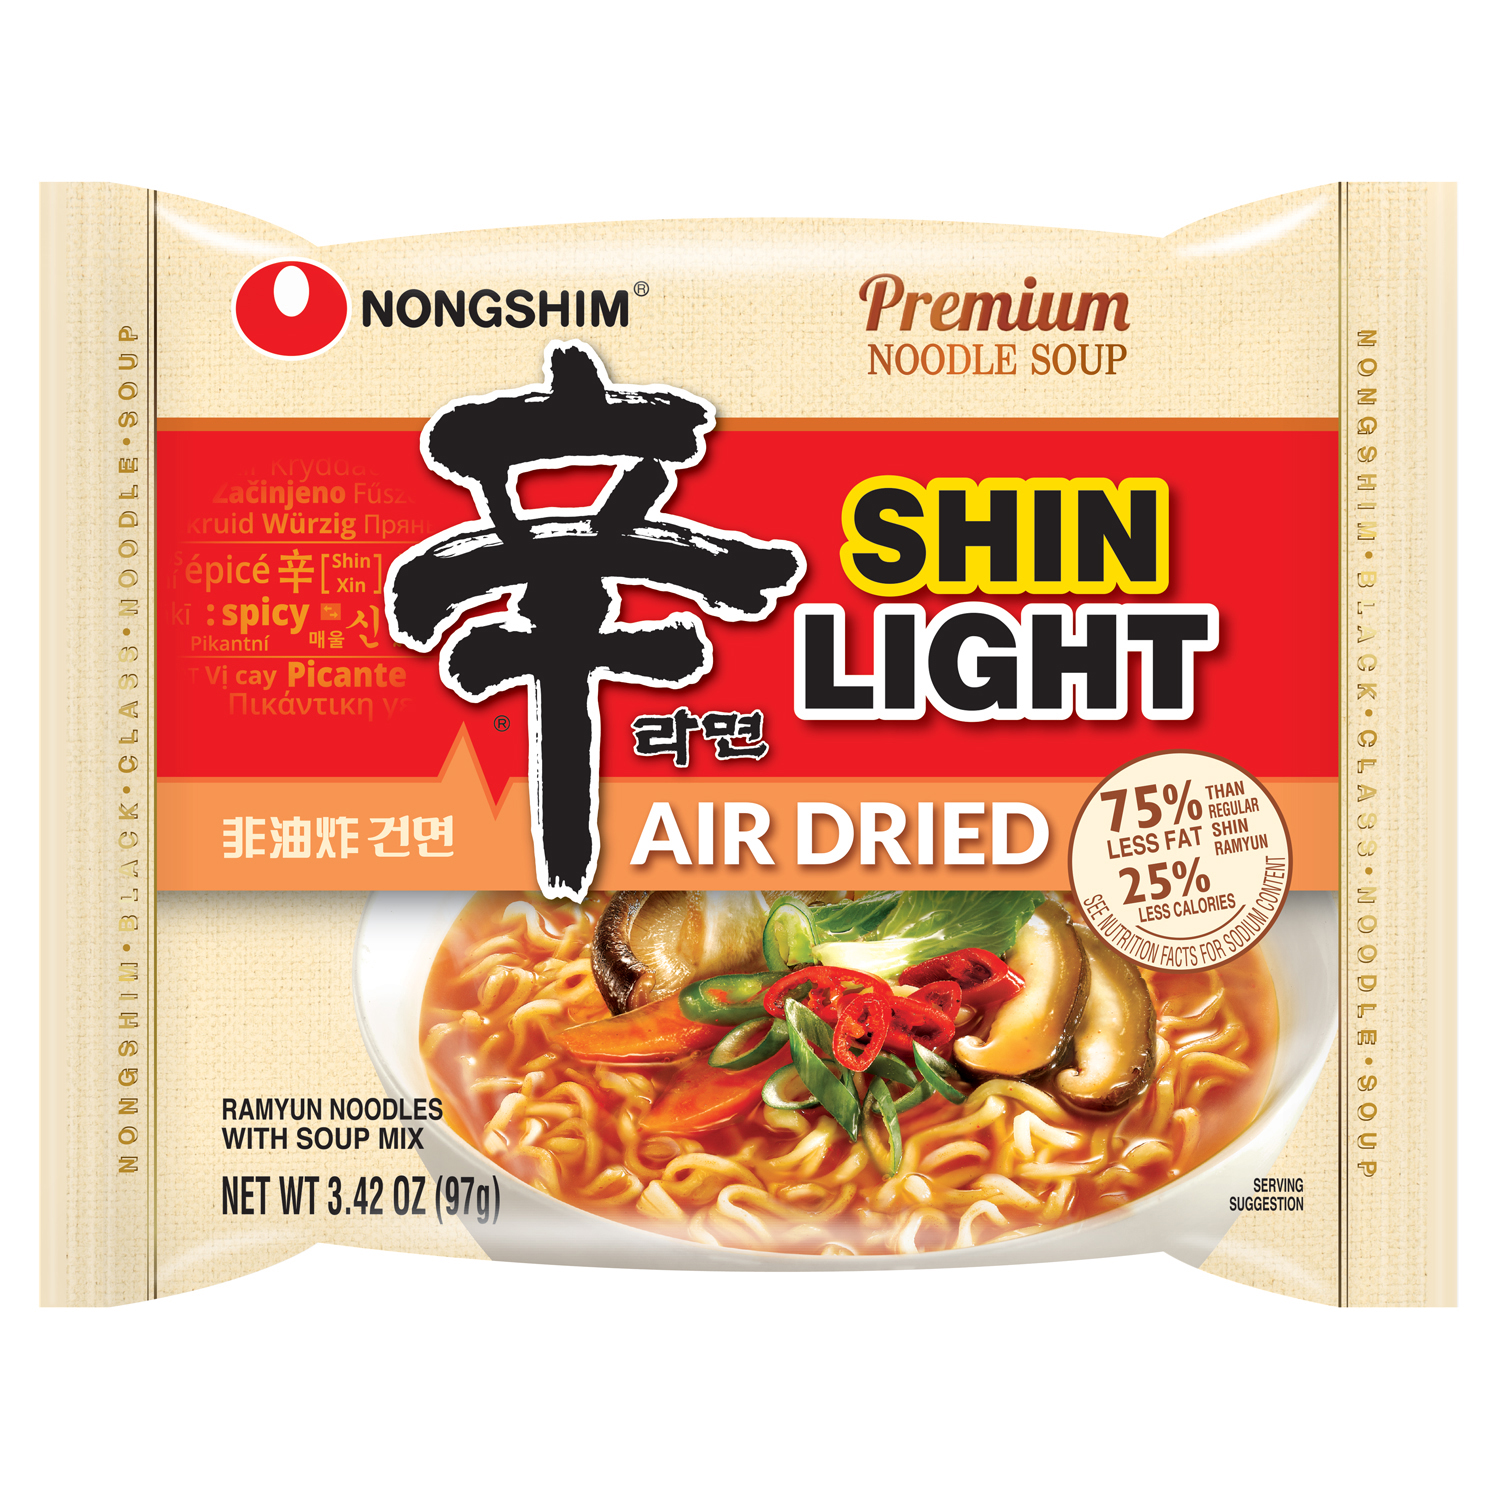 NONGSHIM®
Premium
NOODLE SOUP
Začinjeno
Würzig
épicé 辛 [Shin Xin]
: spicy
매울 신
Pikantní
Vị cay Picante
Πικάντικη
辛
®
라면
SHIN
LIGHT
非油炸 건면
AIR DRIED
75% THAN
LESS FAT REGULAR
SHIN
RAMYUN
25%
LESS CALORIES
SEE NUTRITION FACTS FOR SODIUM CONTENT
RAMYUN NOODLES
WITH SOUP MIX
NET WT 3.42 OZ (97g)
SERVING
SUGGESTION
NONGSHIM•BLACK•CLASS•NOODLE•SOUP
NONGSHIM•BLACK•CLASS•NOODLE•SOUP